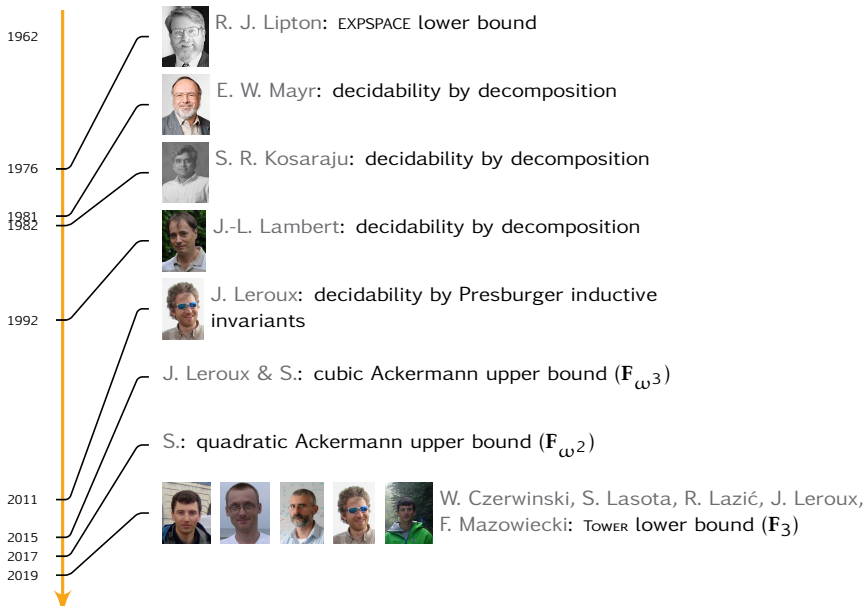 1962
R. J. Lipton: EXPSPACE lower bound
E. W. Mayr: decidability by decomposition
1976
S. R. Kosaraju: decidability by decomposition
1981
1982
J.-L. Lambert: decidability by decomposition
1992
J. Leroux: decidability by Presburger inductive
invariants
J. Leroux & S.: cubic Ackermann upper bound (F_ω³)
S.: quadratic Ackermann upper bound (F_ω²)
2011
2015
2017
2019
W. Czerwinski, S. Lasota, R. Lazić, J. Leroux,
F. Mazowiecki: TOWER lower bound (F₃)